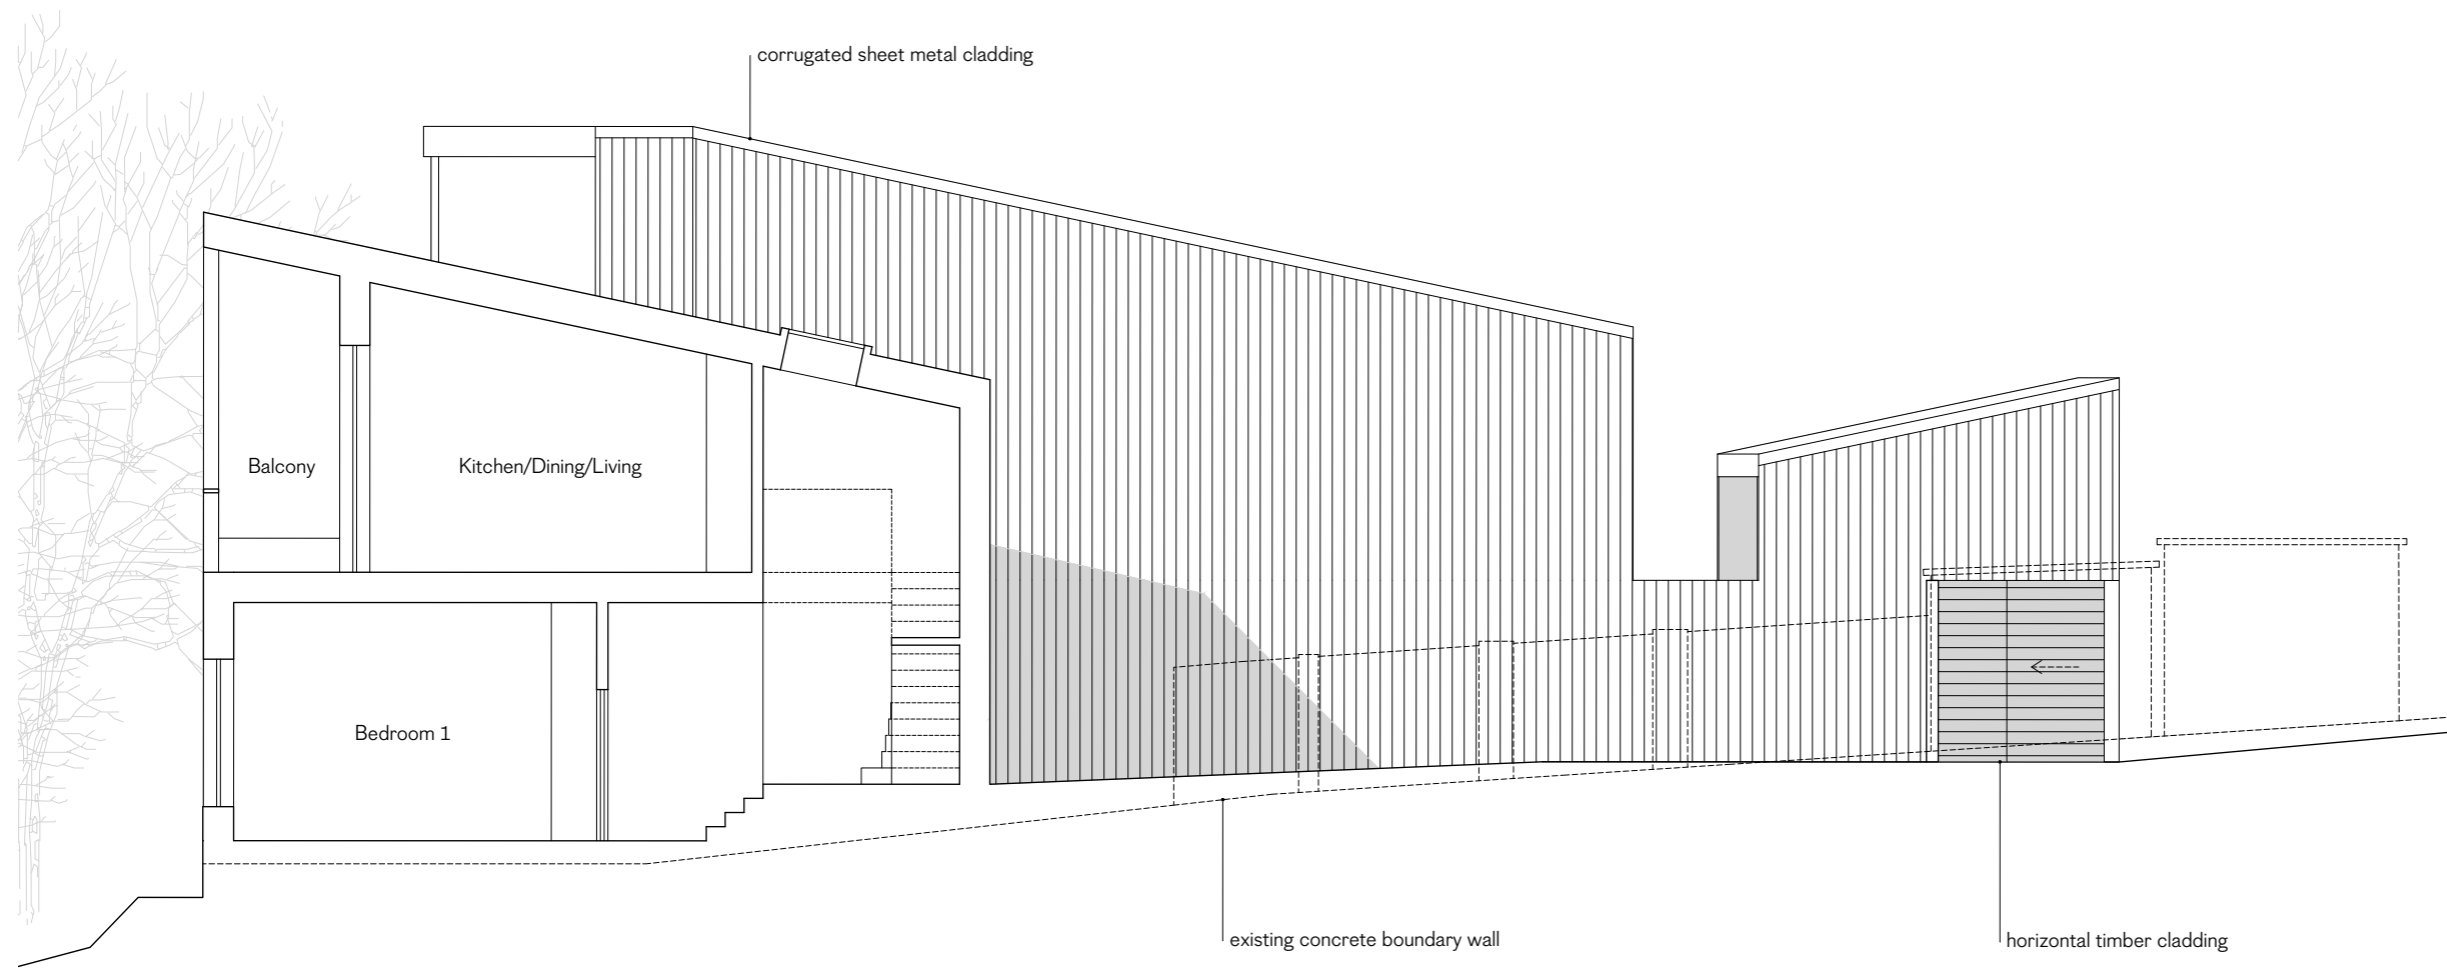 corrugated sheet metal cladding
Balcony
Kitchen/Dining/Living
Bedroom 1
existing concrete boundary wall
horizontal timber cladding